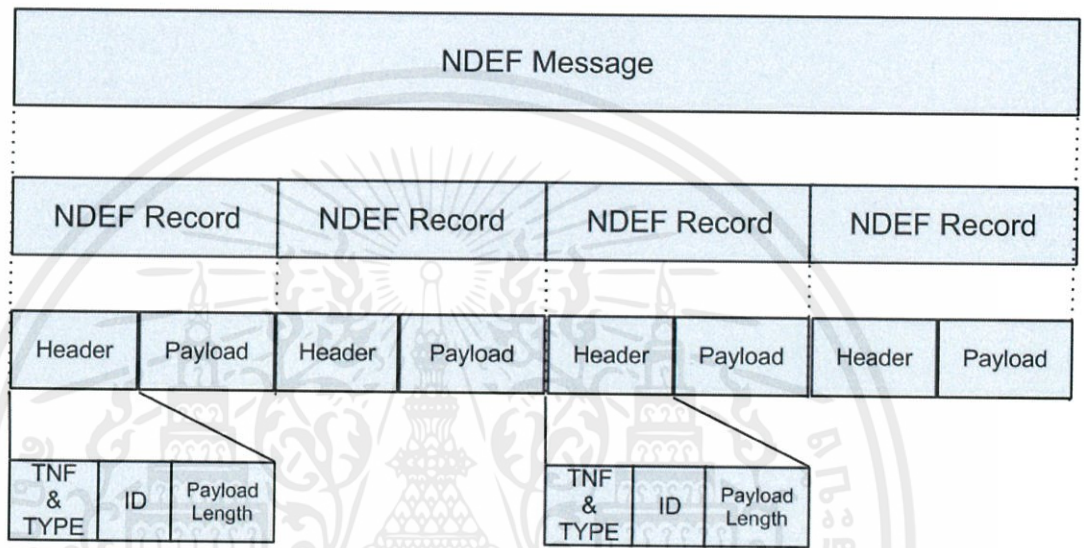 NDEF Message
NDEF Record NDEF Record NDEF Record NDEF Record
Header Payload Header Payload Header Payload Header Payload
TNF & TYPE ID Payload Length TNF & TYPE ID Payload Length